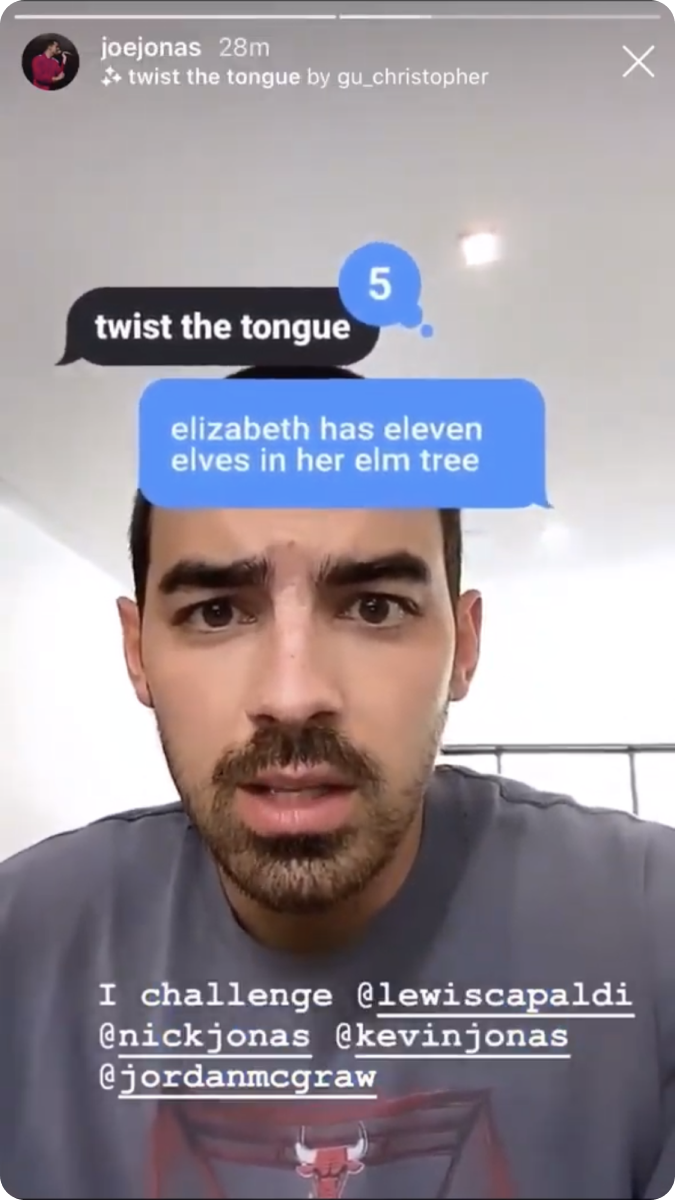 joejonas 28m
twist the tongue by gu_christopher
5
twist the tongue
elizabeth has eleven
elves in her elm tree
I challenge @lewiscapaldi
@nickjonas @kevinjonas
@jordanmcgraw